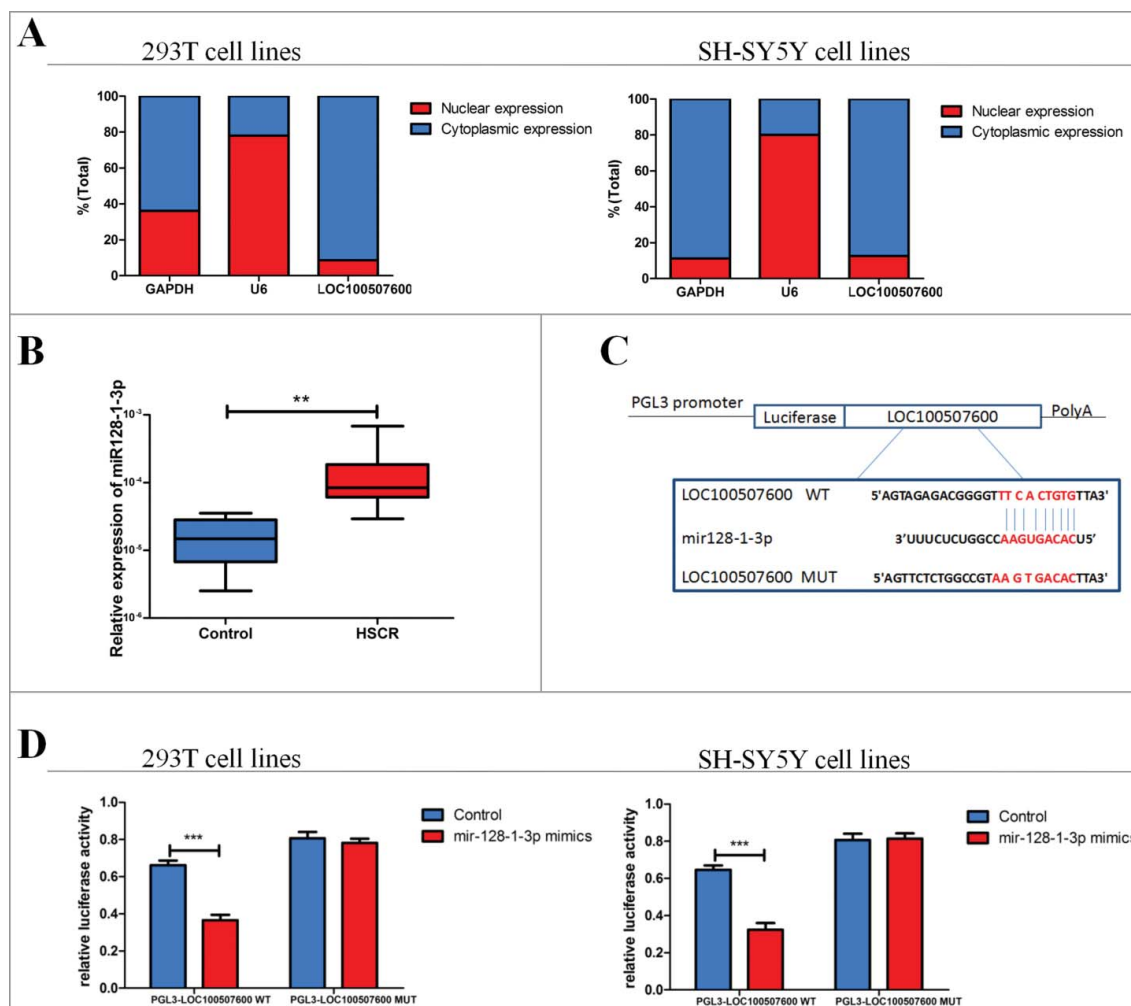 A
293T cell lines
SH-SY5Y cell lines
% (Total)
100
80
60
40
20
0
GAPDH
U6
LOC100507600
Nuclear expression
Cytoplasmic expression
% (Total)
100
80
60
40
20
0
GAPDH
U6
LOC100507600
Nuclear expression
Cytoplasmic expression
B
Relative expression of miR128-1-3p
10-3
10-4
10-5
10-6
**
Control
HSCR
C
PGL3 promoter
Luciferase
LOC100507600
PolyA
LOC100507600 WT 5'AGTAGAGACGGGGTTT C A CTGTGTTA3'
mir128-1-3p 3'UUUCUCUGGCCAAGUGACACU5'
LOC100507600 MUT 5'AGTTCTCTGGCCGTAA G T GACACTTA3'
D
293T cell lines
SH-SY5Y cell lines
relative luciferase activity
1.0
0.8
0.6
0.4
0.2
0.0
***
Control
mir-128-1-3p mimics
PGL3-LOC100507600 WT
PGL3-LOC100507600 MUT
relative luciferase activity
1.0
0.8
0.6
0.4
0.2
0.0
***
Control
mir-128-1-3p mimics
PGL3-LOC100507600 WT
PGL3-LOC100507600 MUT